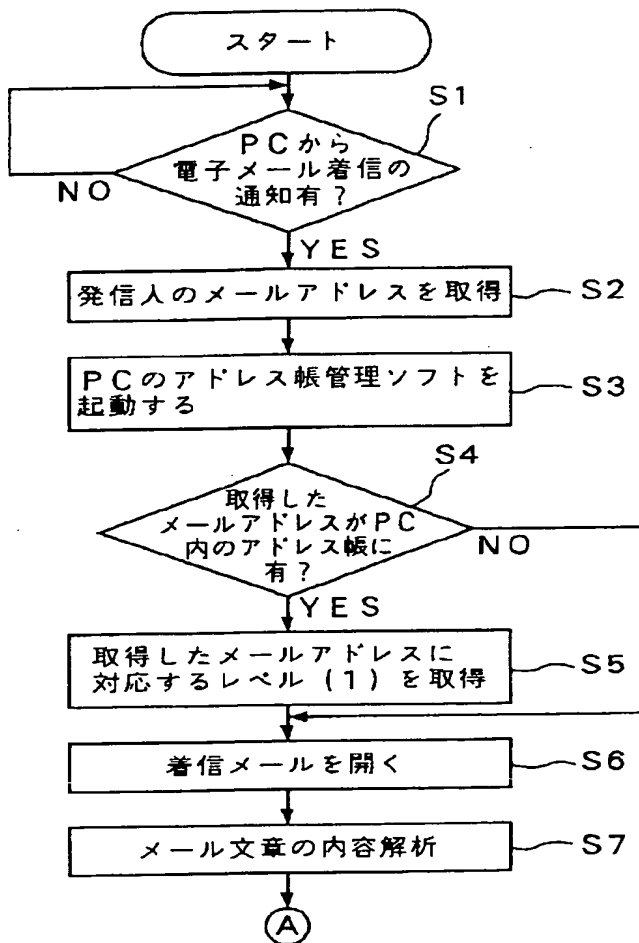 スタート
S1
PCから
電子メール着信の
通知有?
NO
YES
発信人のメールアドレスを取得
S2
PCのアドレス帳管理ソフトを
起動する
S3
S4
取得した
メールアドレスがPC
内のアドレス帳に
有?
NO
YES
取得したメールアドレスに
対応するレベル(1)を取得
S5
着信メールを開く
S6
メール文章の内容解析
S7
A